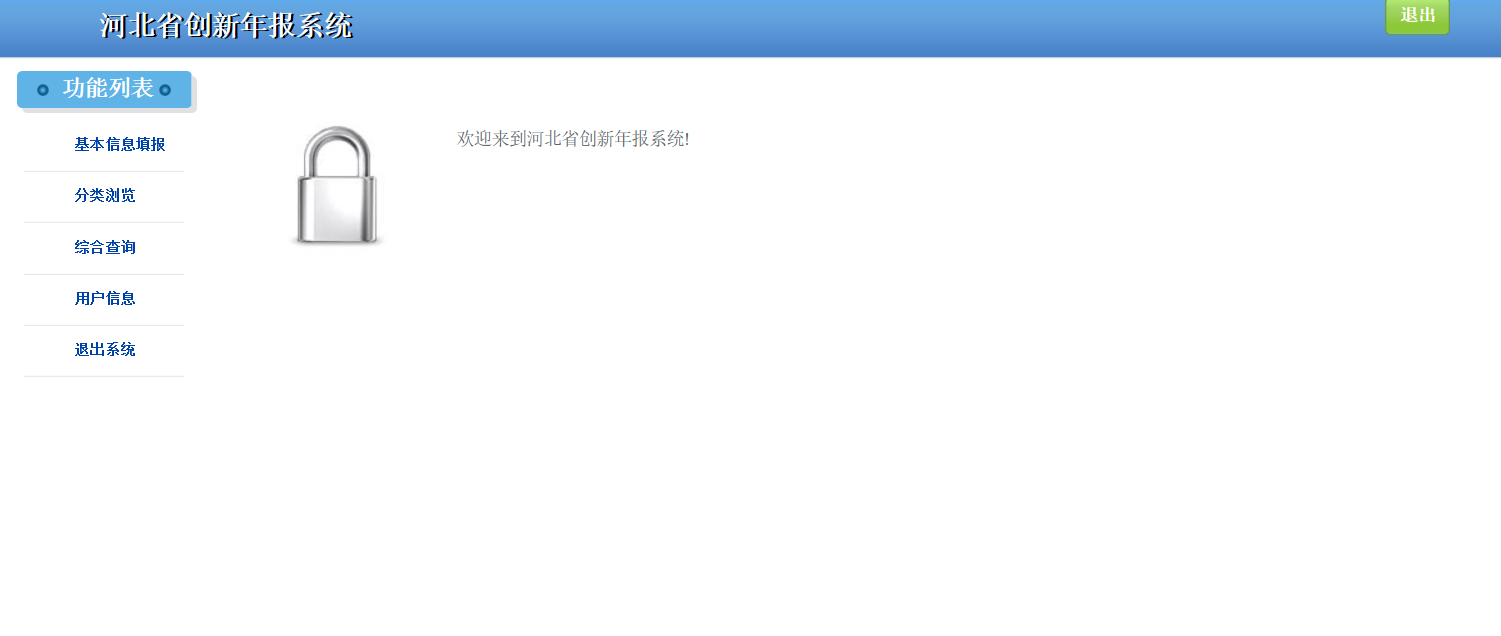 河北省创新年报系统
退出
功能列表
基本信息填报
分类浏览
综合查询
用户信息
退出系统
欢迎来到河北省创新年报系统!